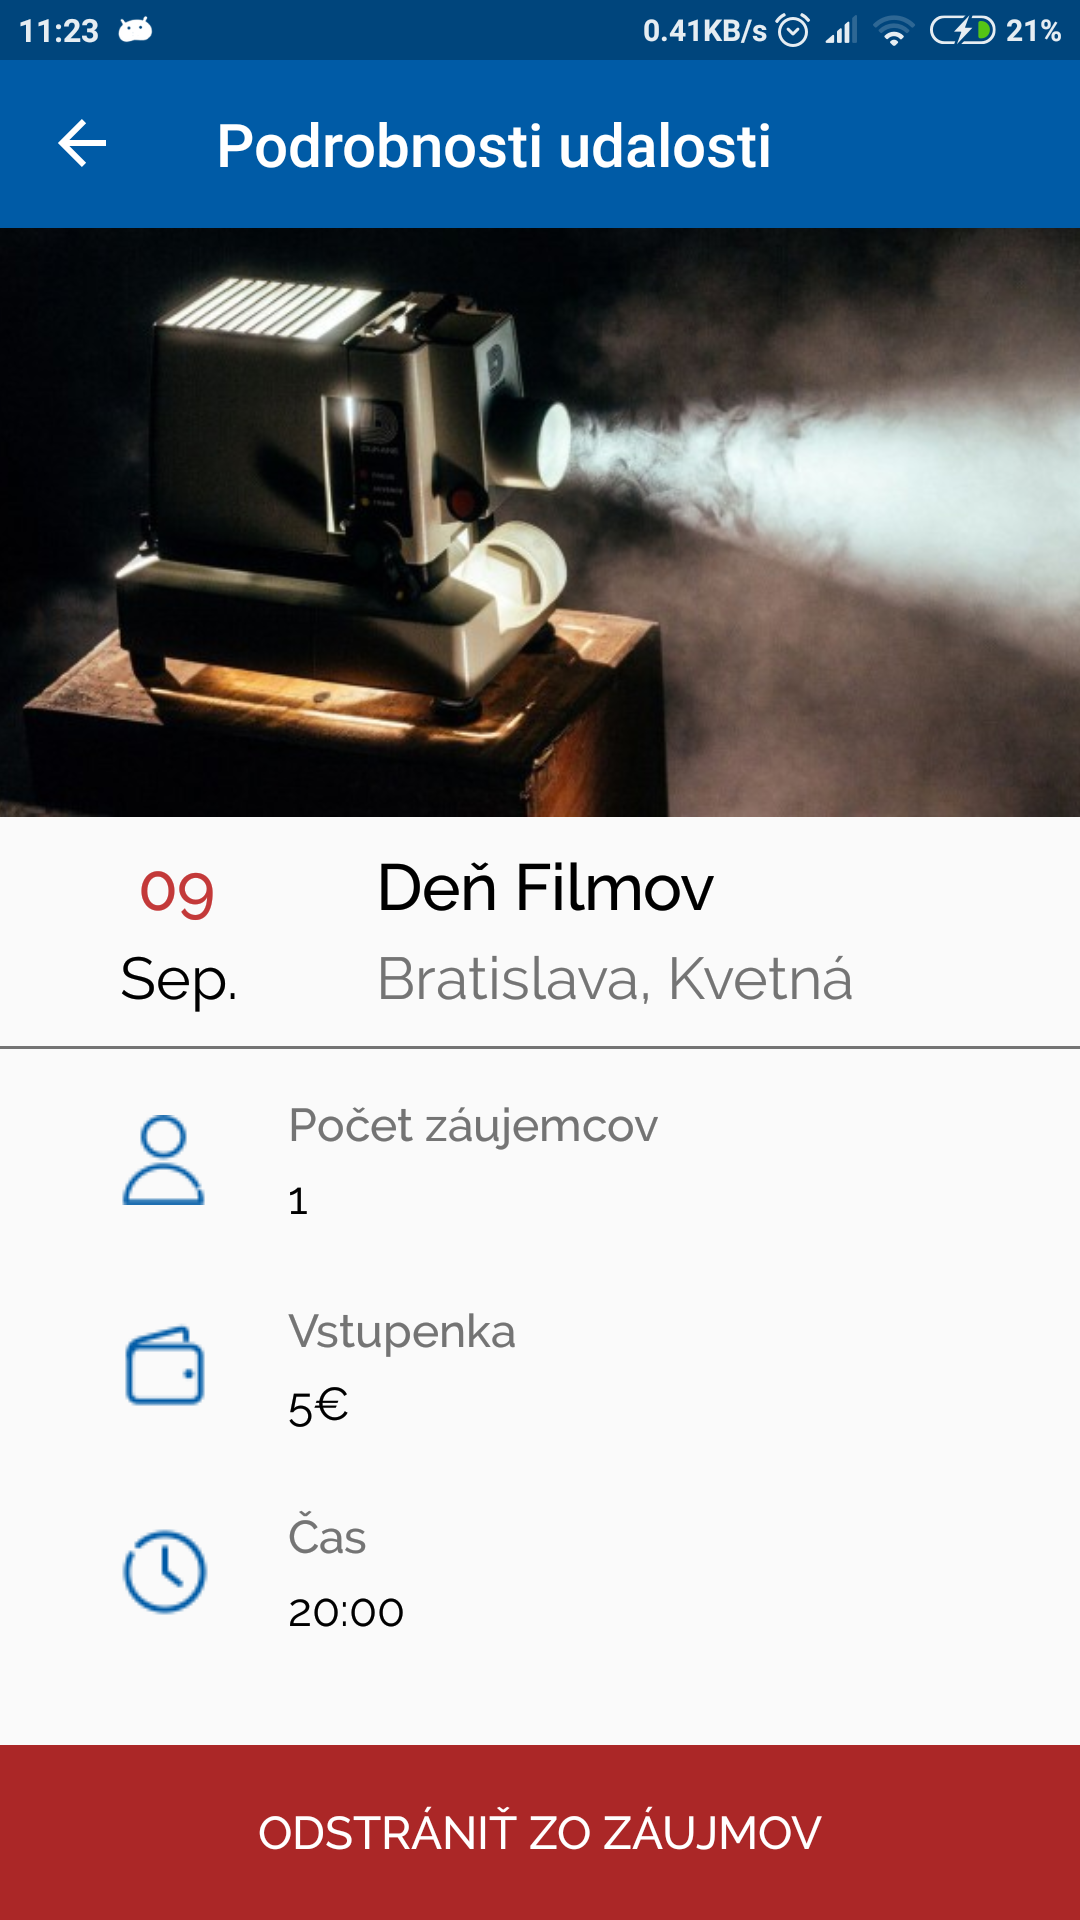 11:23 0.41KB/s 21%
Podrobnosti udalosti
09 Deň Filmov
Sep. Bratislava, Kvetná
Počet záujemcov
1
Vstupenka
5€
Čas
20:00
ODSTRÁNIŤ ZO ZÁUJMOV